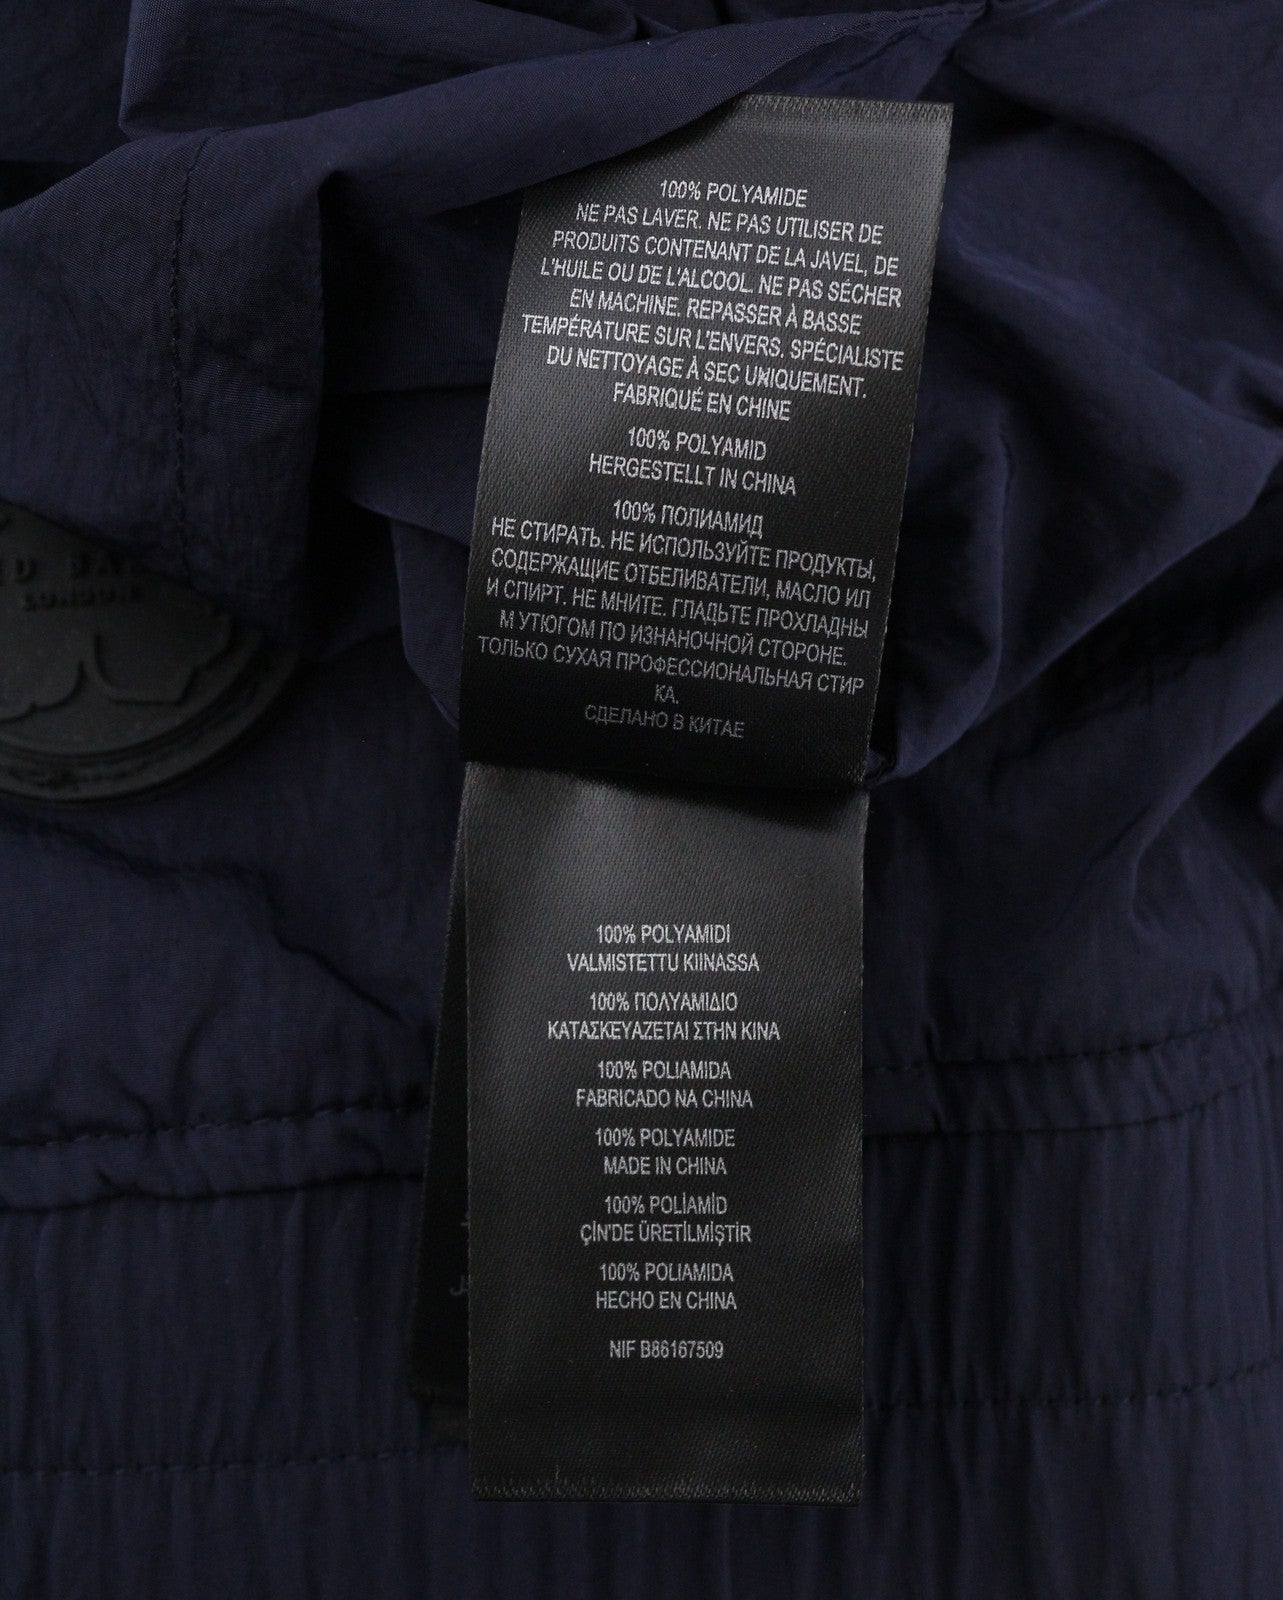 100% POLYAMIDE
NE PAS LAVER. NE PAS UTILISER DE
PRODUITS CONTENANT DE LA JAVEL, DE
L'HUILE OU DE L'ALCOOL. NE PAS SÉCHER
EN MACHINE. REPASSER À BASSE
TEMPÉRATURE SUR L'ENVERS. SPÉCIALISTE
DU NETTOYAGE À SEC UNIQUEMENT.
FABRIQUÉ EN CHINE
100% POLYAMID
HERGESTELLT IN CHINA
100% ПОЛИАМИД
НЕ СТИРАТЬ. НЕ ИСПОЛЬЗУЙТЕ ПРОДУКТЫ,
СОДЕРЖАЩИЕ ОТБЕЛИВАТЕЛИ, МАСЛО ИЛ
И СПИРТ. НЕ МНИТЕ. ГЛАДЬТЕ ПРОХЛАДНЫ
М УТЮГОМ ПО ИЗНАНОЧНОЙ СТОРОНЕ.
ТОЛЬКО СУХАЯ ПРОФЕССИОНАЛЬНАЯ СТИР
КА.
СДЕЛАНО В КИТАЕ
100% POLYAMIDI
VALMISTETTU KIINASSA
100% ΠΟΛΥΑΜΙΔΙΟ
ΚΑΤΑΣΚΕΥΑΖΕΤΑΙ ΣΤΗΝ ΚΙΝΑ
100% POLIAMIDA
FABRICADO NA CHINA
100% POLYAMIDE
MADE IN CHINA
100% POLİAMİD
ÇİN'DE ÜRETİLMİŞTİR
100% POLIAMIDA
HECHO EN CHINA
NIF B86167509
LONDON